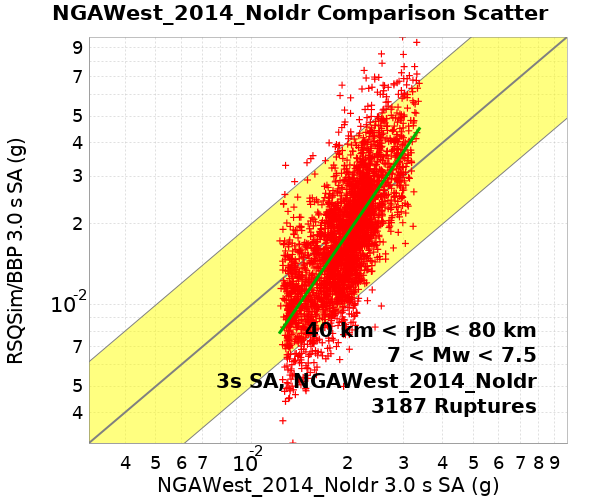 NGAWest_2014_NoIdr Comparison Scatter
RSQSim/BBP 3.0 s SA (g)
9
7
5
4
3
2
10-2
7
5
4
40 km < rJB < 80 km
7 < Mw < 7.5
3s SA, NGAWest_2014_NoIdr
3187 Ruptures
4 5 6 7 10-2 2 3 4 5 6 7 8 9
NGAWest_2014_NoIdr 3.0 s SA (g)